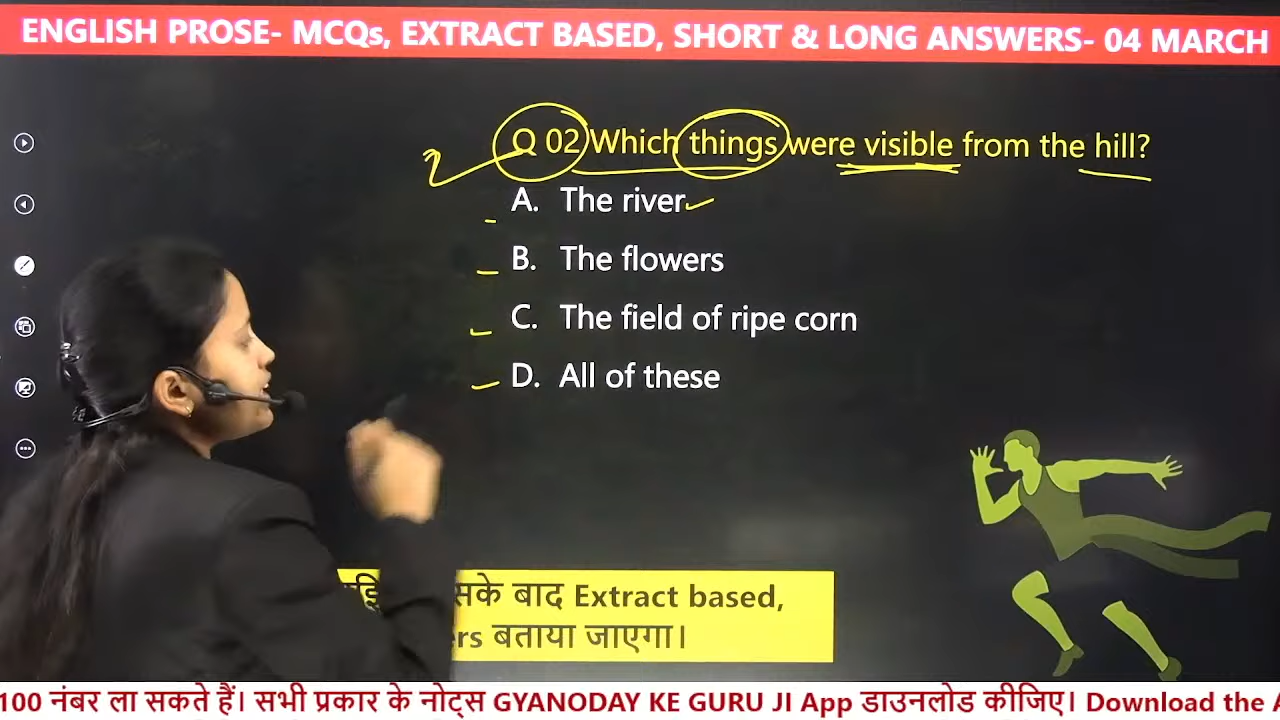 ENGLISH PROSE- MCQs, EXTRACT BASED, SHORT & LONG ANSWERS- 04 MARCH
Q 02 Which things were visible from the hill?
A. The river
B. The flowers
C. The field of ripe corn
D. All of these
बाद Extract based,
बताया जाएगा।
100 नंबर ला सकते हैं। सभी प्रकार के नोट्स GYANODAY KE GURU JI App डाउनलोड कीजिए। Download the